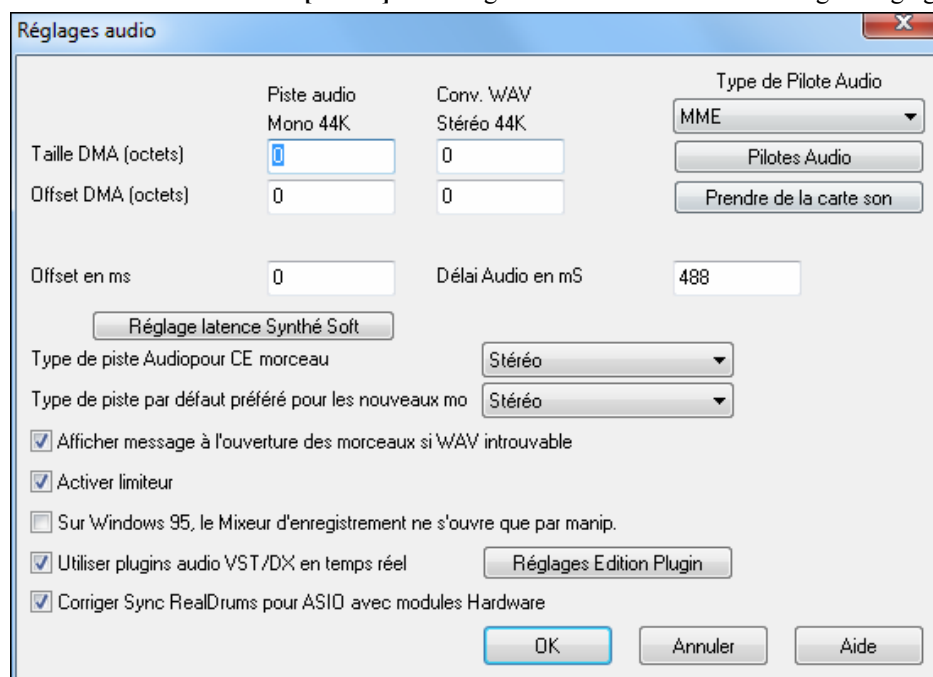 Réglages audio
Type de Pilote Audio
Piste audio Conv. WAV
Mono 44K Stéréo 44K MME
Taille DMA (octets) 0 0 Pilotes Audio
Offset DMA (octets) 0 0 Prendre de la carte son
Offset en ms 0 Délai Audio en mS 488
Réglage latence Synthé Soft
Type de piste Audiopour CE morceau Stéréo
Type de piste par défaut préféré pour les nouveaux mo Stéréo
Afficher message à l'ouverture des morceaux si WAV introuvable
Activer limiteur
Sur Windows 95, le Mixeur d'enregistrement ne s'ouvre que par manip.
Utiliser plugins audio VST/DX en temps réel Réglages Edition Plugin
Corriger Sync RealDrums pour ASIO avec modules Hardware
OK Annuler Aide